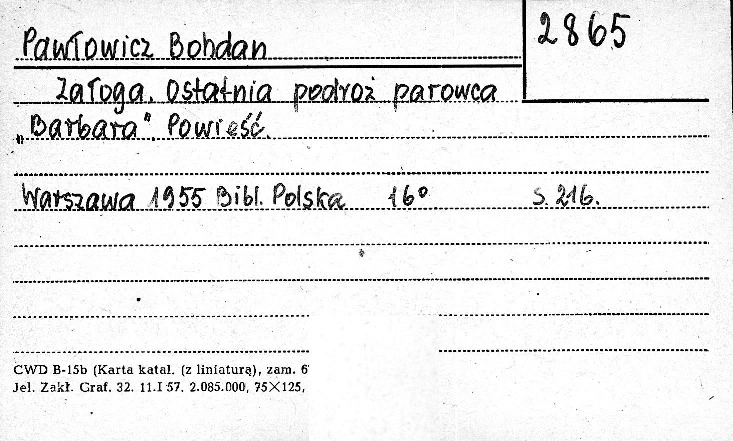 Pawłowicz Bohdan
2865
Załoga. Ostatnia podroż parowca
„Barbara". Powieść.
Warszawa 1955 Bibl. Polska 16° s. 216.
CWD B-15b (Karta katal. (z liniaturą), zam. 6
Jel. Zakł. Graf. 32. 11.I 57. 2.085.000, 75×125,